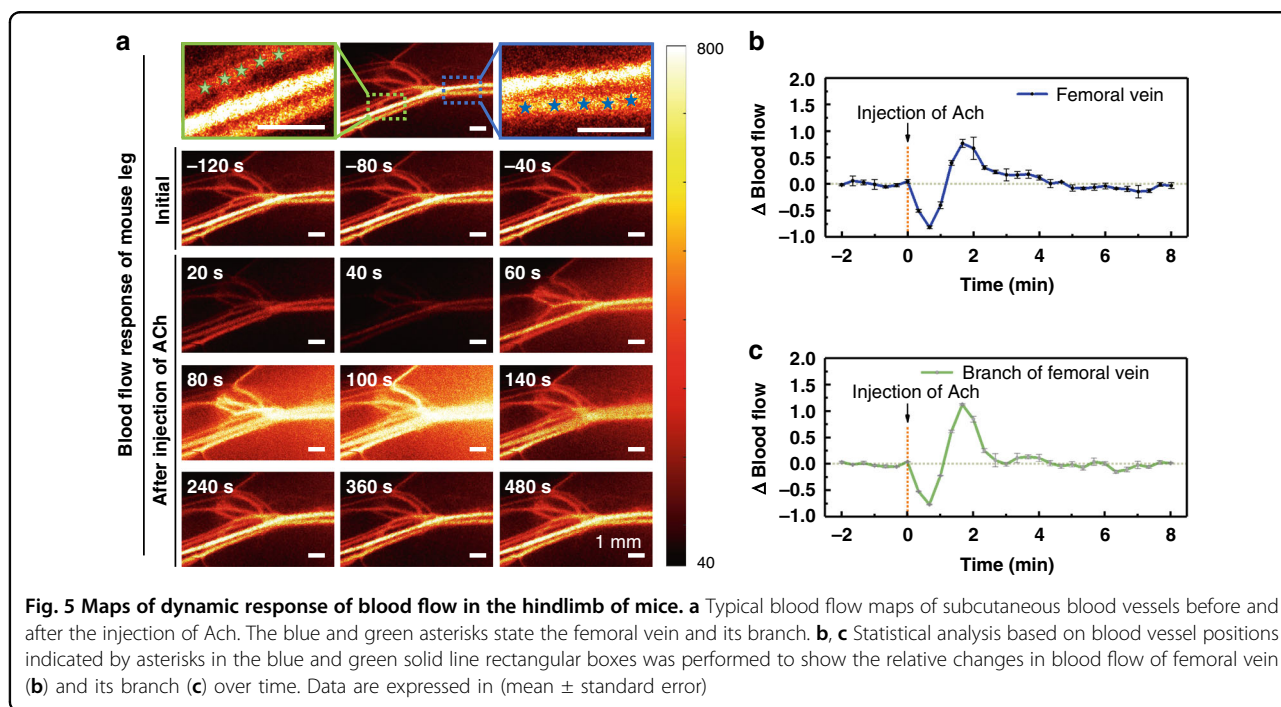 a
Blood flow response of mouse leg
Initial
After injection of ACh
–120 s
–80 s
–40 s
20 s
40 s
60 s
80 s
100 s
140 s
240 s
360 s
480 s
1 mm
800
40
b
Femoral vein
Injection of Ach
Δ Blood flow
2.0
1.5
1.0
0.5
0.0
–0.5
–1.0
–2 0 2 4 6 8
Time (min)
c
Branch of femoral vein
Injection of Ach
Δ Blood flow
2.0
1.5
1.0
0.5
0.0
–0.5
–1.0
–2 0 2 4 6 8
Time (min)
Fig. 5 Maps of dynamic response of blood flow in the hindlimb of mice. a Typical blood flow maps of subcutaneous blood vessels before and
after the injection of Ach. The blue and green asterisks state the femoral vein and its branch. b, c Statistical analysis based on blood vessel positions
indicated by asterisks in the blue and green solid line rectangular boxes was performed to show the relative changes in blood flow of femoral vein
(b) and its branch (c) over time. Data are expressed in (mean ± standard error)